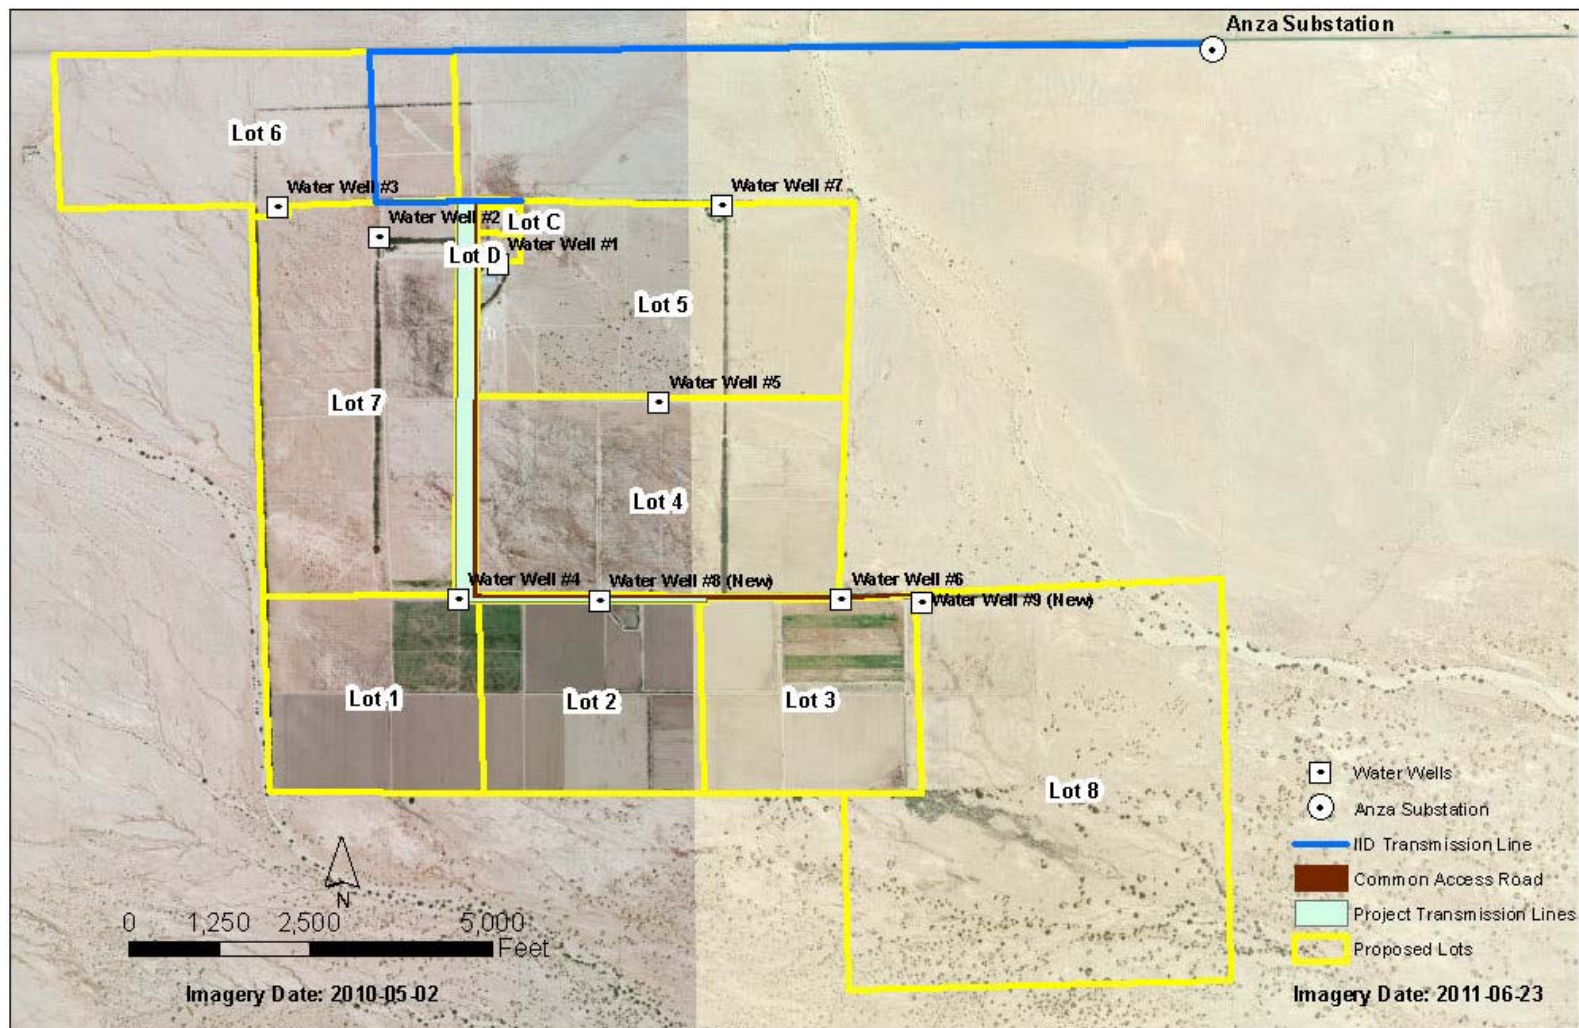 Anza Substation
Lot 6
Water Well #3
Water Well #7
Water Well #2
Lot C
Water Well #1
Lot D
Lot 5
Water Well #5
Lot 7
Lot 4
Water Well #4
Water Well #8 (New)
Water Well #6
Water Well #9 (New)
Lot 1
Lot 2
Lot 3
Lot 8
Water Wells
Anza Substation
IID Transmission Line
Common Access Road
Project Transmission Lines
Proposed Lots
N
0 1,250 2,500 5,000
Feet
Imagery Date: 2010-05-02
Imagery Date: 2011-06-23